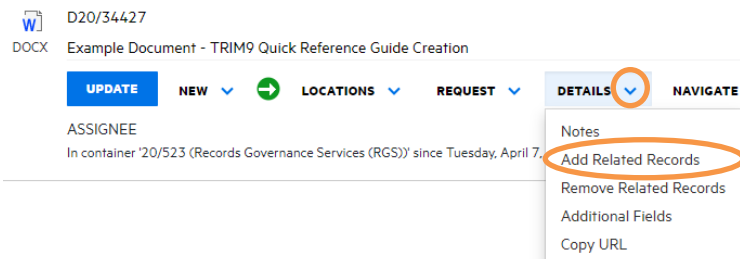 W
D20/34427
DOCX
Example Document - TRIM9 Quick Reference Guide Creation
UPDATE NEW LOCATIONS REQUEST DETAILS NAVIGATE
ASSIGNEE
In container '20/523 (Records Governance Services (RGS))' since Tuesday, April 7,
Notes
Add Related Records
Remove Related Records
Additional Fields
Copy URL